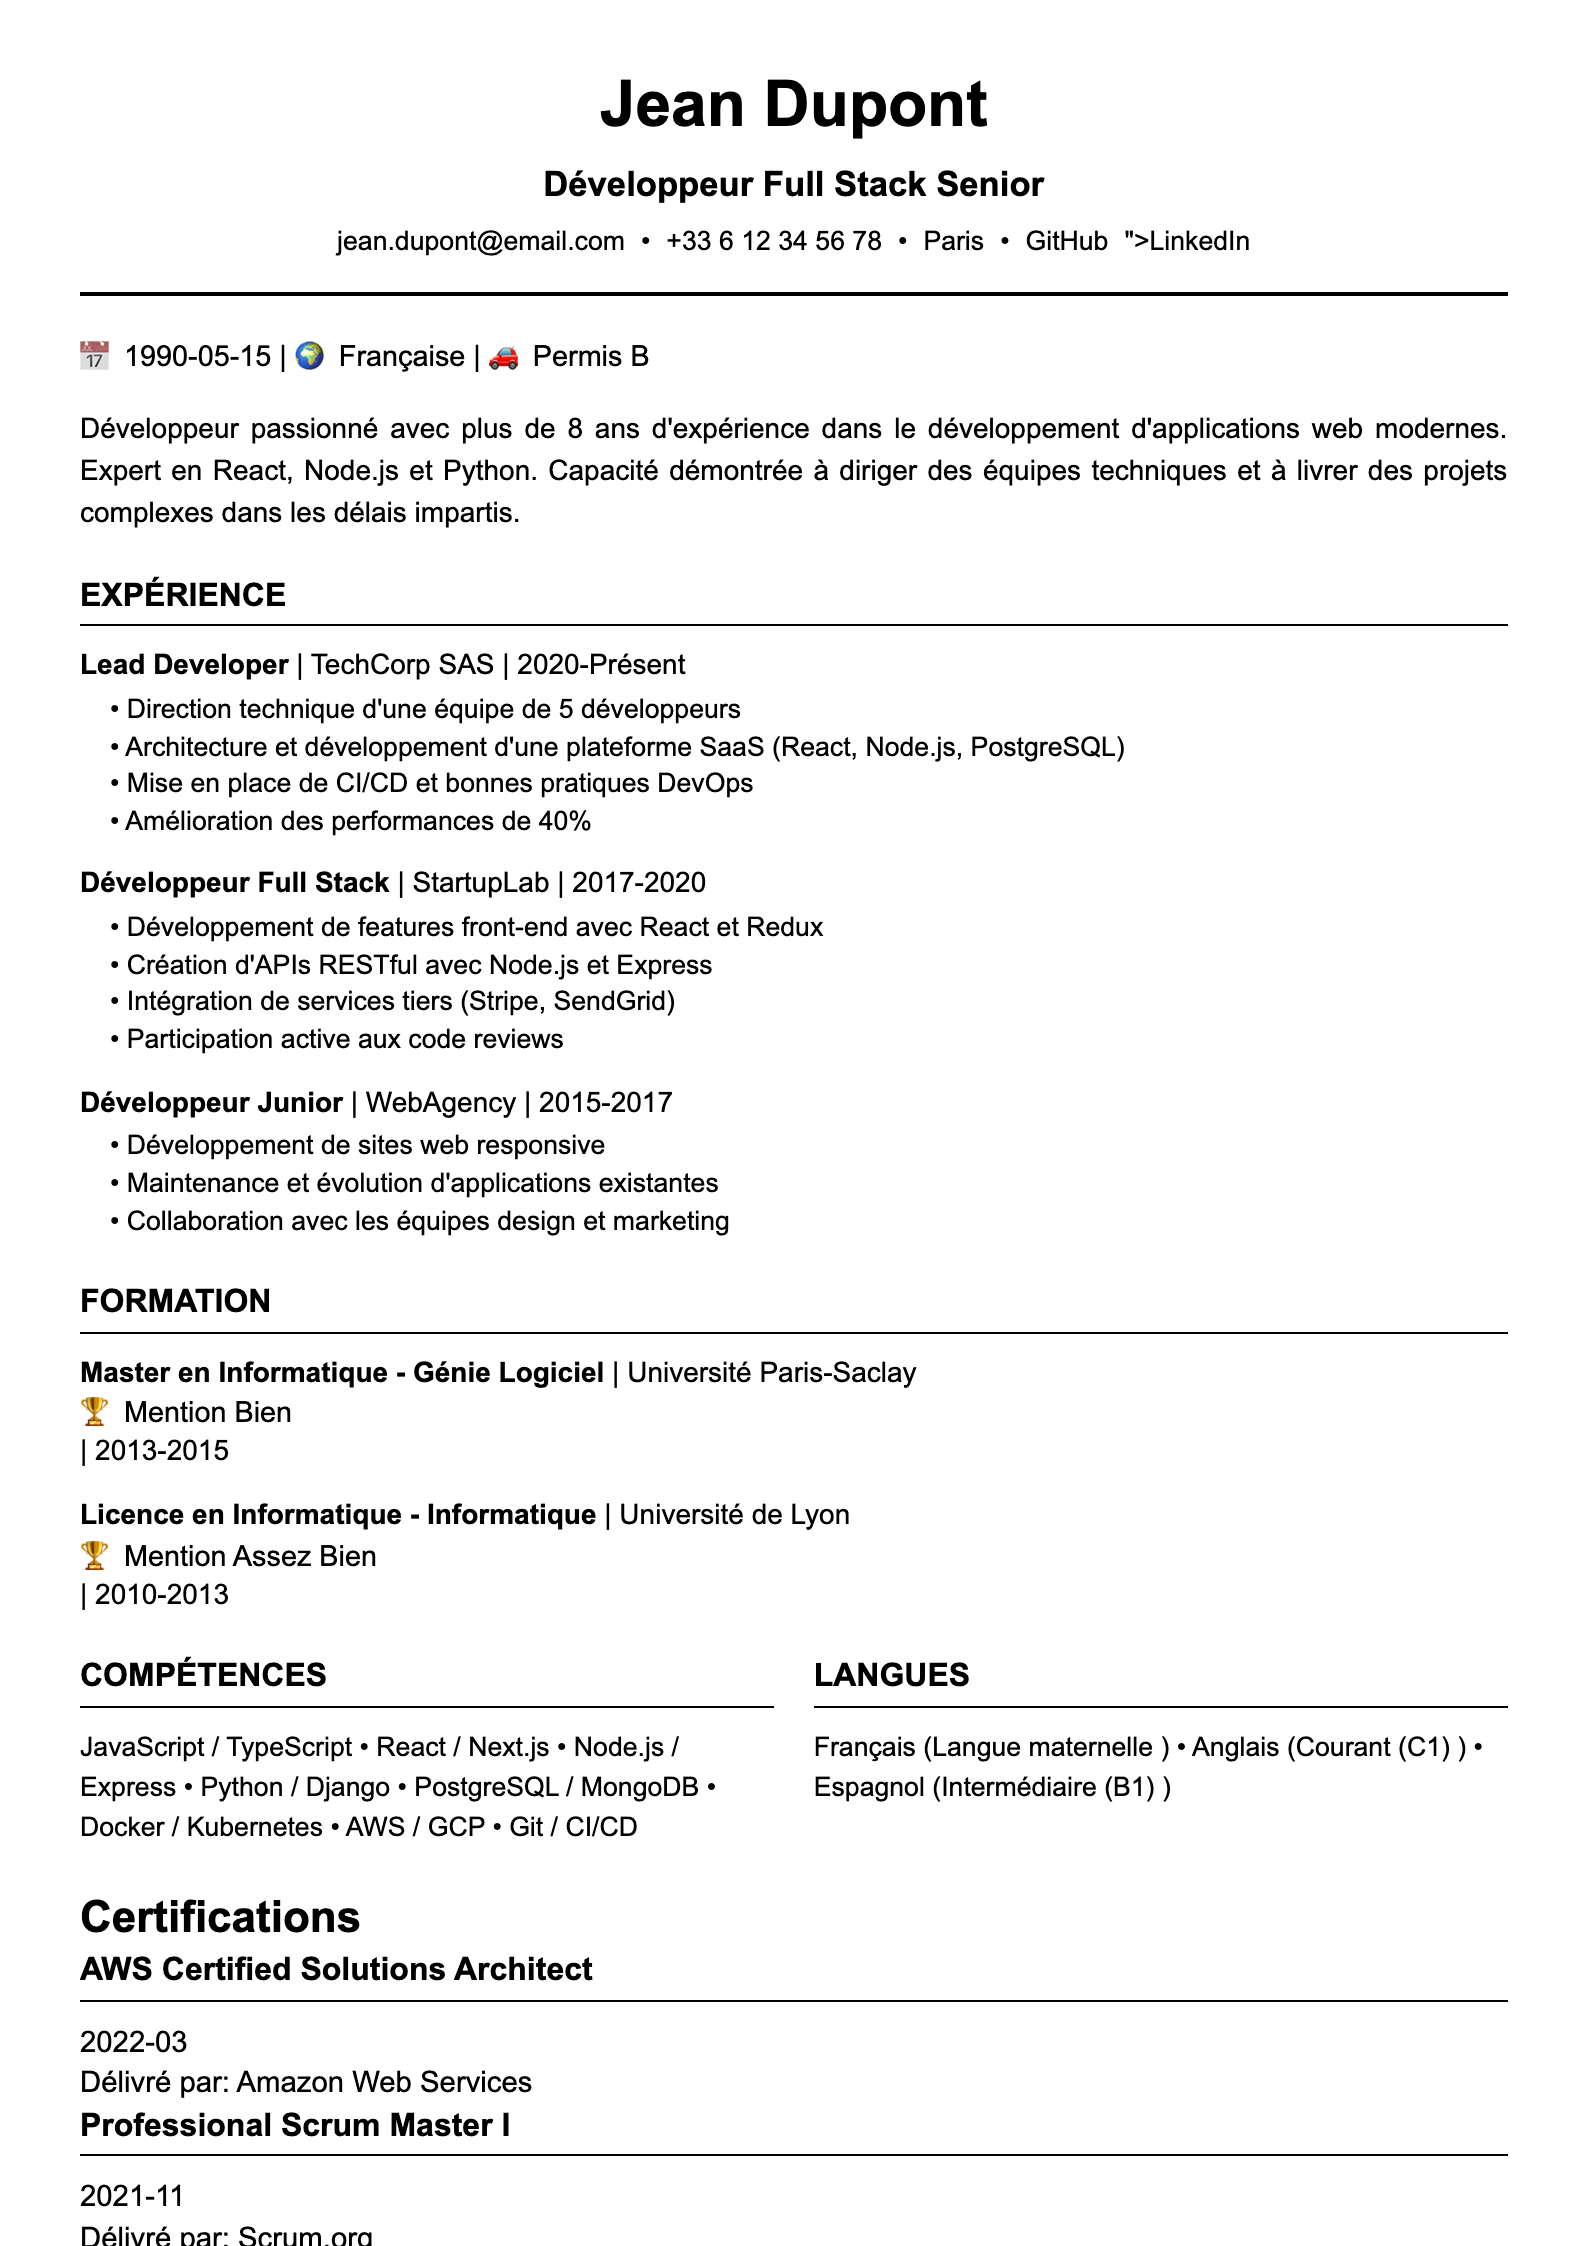 Jean Dupont
Développeur Full Stack Senior
jean.dupont@email.com • +33 6 12 34 56 78 • Paris • GitHub ">LinkedIn
📅 1990-05-15 | 🌍 Française | 🚗 Permis B
Développeur passionné avec plus de 8 ans d'expérience dans le développement d'applications web modernes.
Expert en React, Node.js et Python. Capacité démontrée à diriger des équipes techniques et à livrer des projets
complexes dans les délais impartis.
EXPÉRIENCE
Lead Developer | TechCorp SAS | 2020-Présent
• Direction technique d'une équipe de 5 développeurs
• Architecture et développement d'une plateforme SaaS (React, Node.js, PostgreSQL)
• Mise en place de CI/CD et bonnes pratiques DevOps
• Amélioration des performances de 40%
Développeur Full Stack | StartupLab | 2017-2020
• Développement de features front-end avec React et Redux
• Création d'APIs RESTful avec Node.js et Express
• Intégration de services tiers (Stripe, SendGrid)
• Participation active aux code reviews
Développeur Junior | WebAgency | 2015-2017
• Développement de sites web responsive
• Maintenance et évolution d'applications existantes
• Collaboration avec les équipes design et marketing
FORMATION
Master en Informatique - Génie Logiciel | Université Paris-Saclay
🏆 Mention Bien
| 2013-2015
Licence en Informatique - Informatique | Université de Lyon
🏆 Mention Assez Bien
| 2010-2013
COMPÉTENCES
JavaScript / TypeScript • React / Next.js • Node.js /
Express • Python / Django • PostgreSQL / MongoDB •
Docker / Kubernetes • AWS / GCP • Git / CI/CD
LANGUES
Français (Langue maternelle ) • Anglais (Courant (C1) ) •
Espagnol (Intermédiaire (B1) )
Certifications
AWS Certified Solutions Architect
2022-03
Délivré par: Amazon Web Services
Professional Scrum Master I
2021-11
Délivré par: Scrum.org